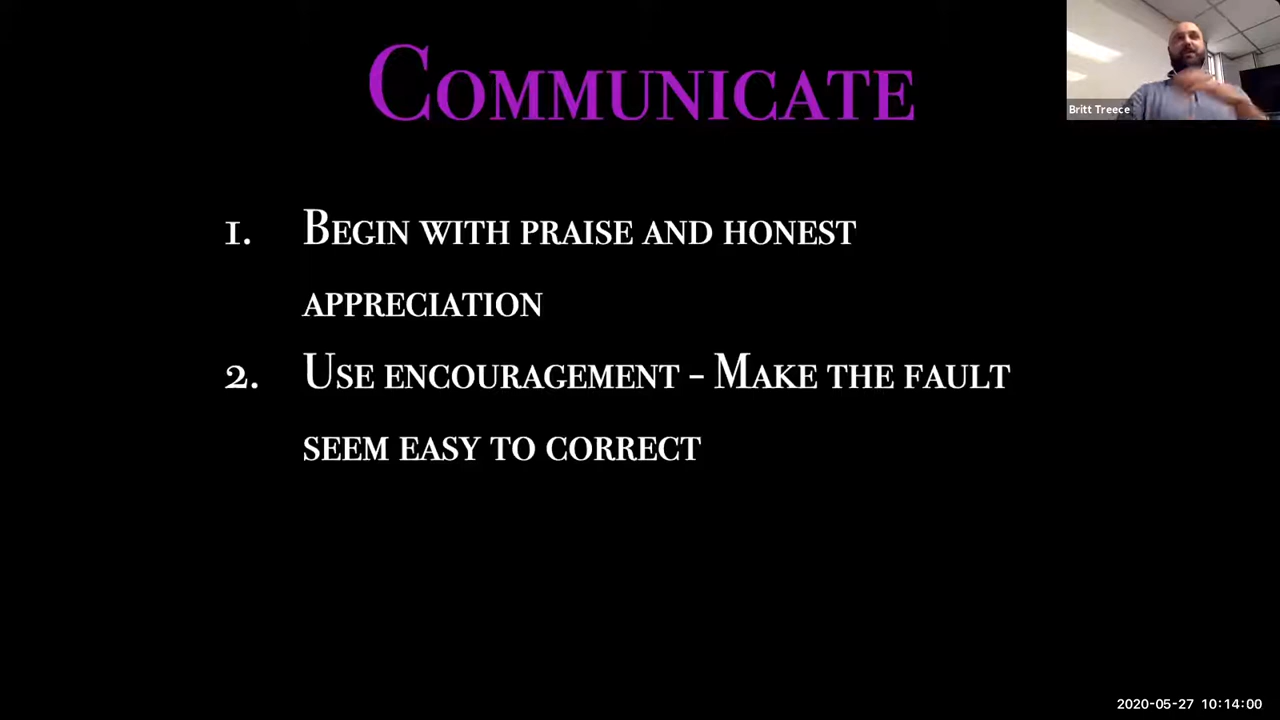 Communicate
Britt Treece
1. Begin with praise and honest
appreciation
2. Use encouragement - Make the fault
seem easy to correct
2020-05-27 10:14:00